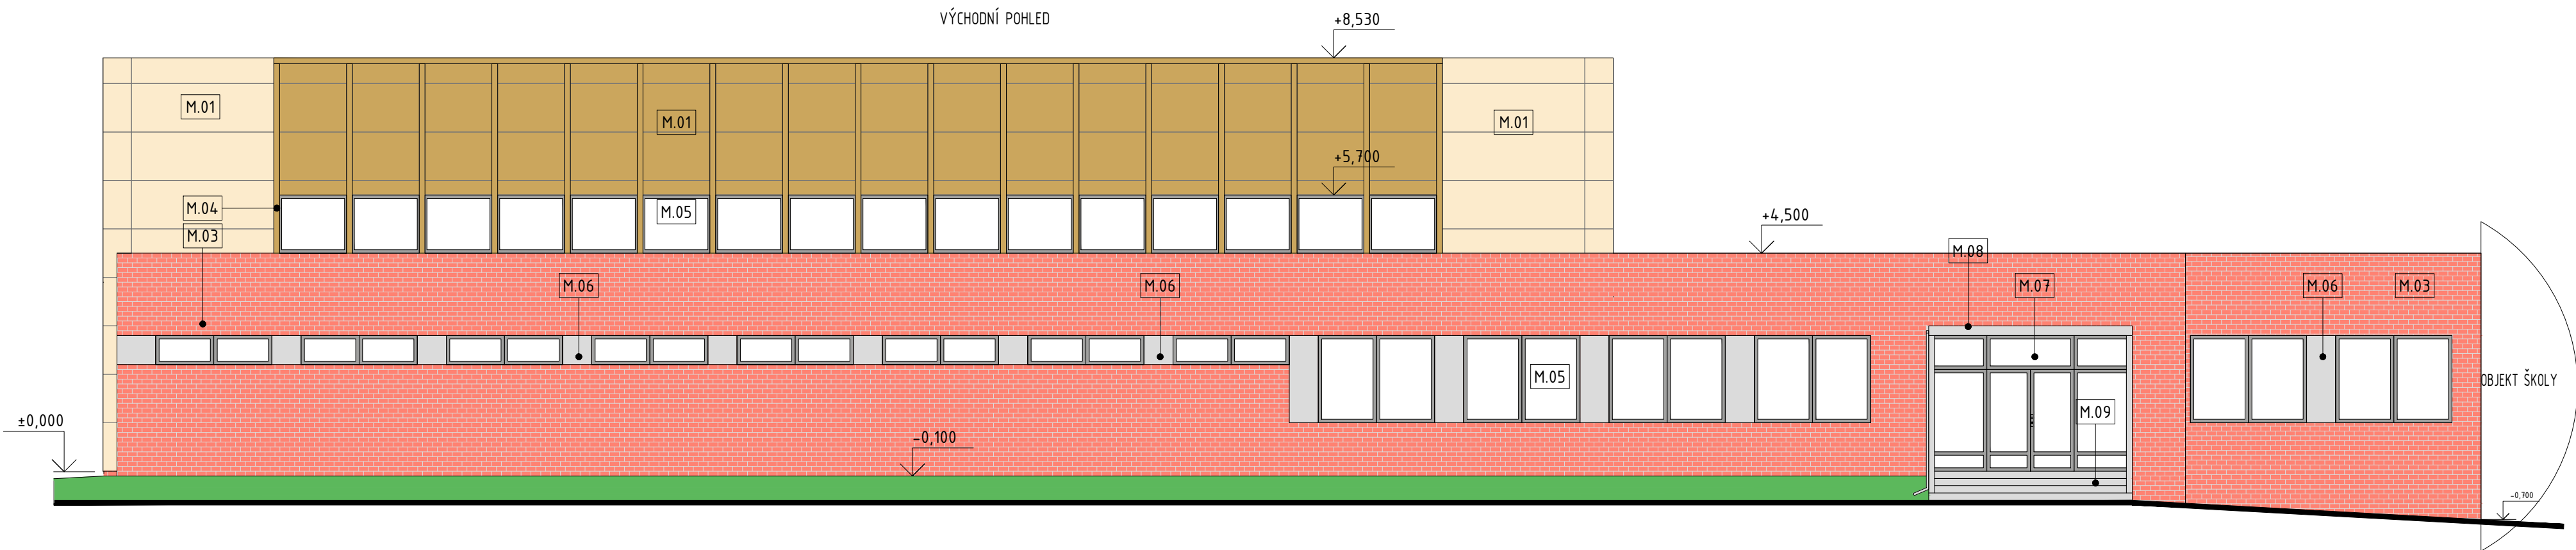 VÝCHODNÍ POHLED
+8,530
M.01
M.01
M.01
+5,700
M.04
M.05
M.03
+4,500
M.08
M.06
M.06
M.07
M.06
M.03
M.05
OBJEKT ŠKOLY
±0,000
M.09
-0,100
-0,700